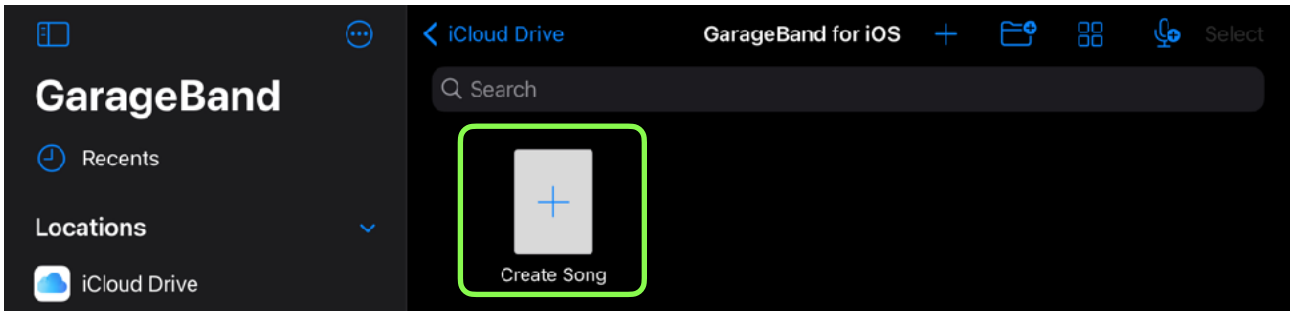 GarageBand
Recents
Locations
iCloud Drive
iCloud Drive
GarageBand for iOS
Select
Search
Create Song